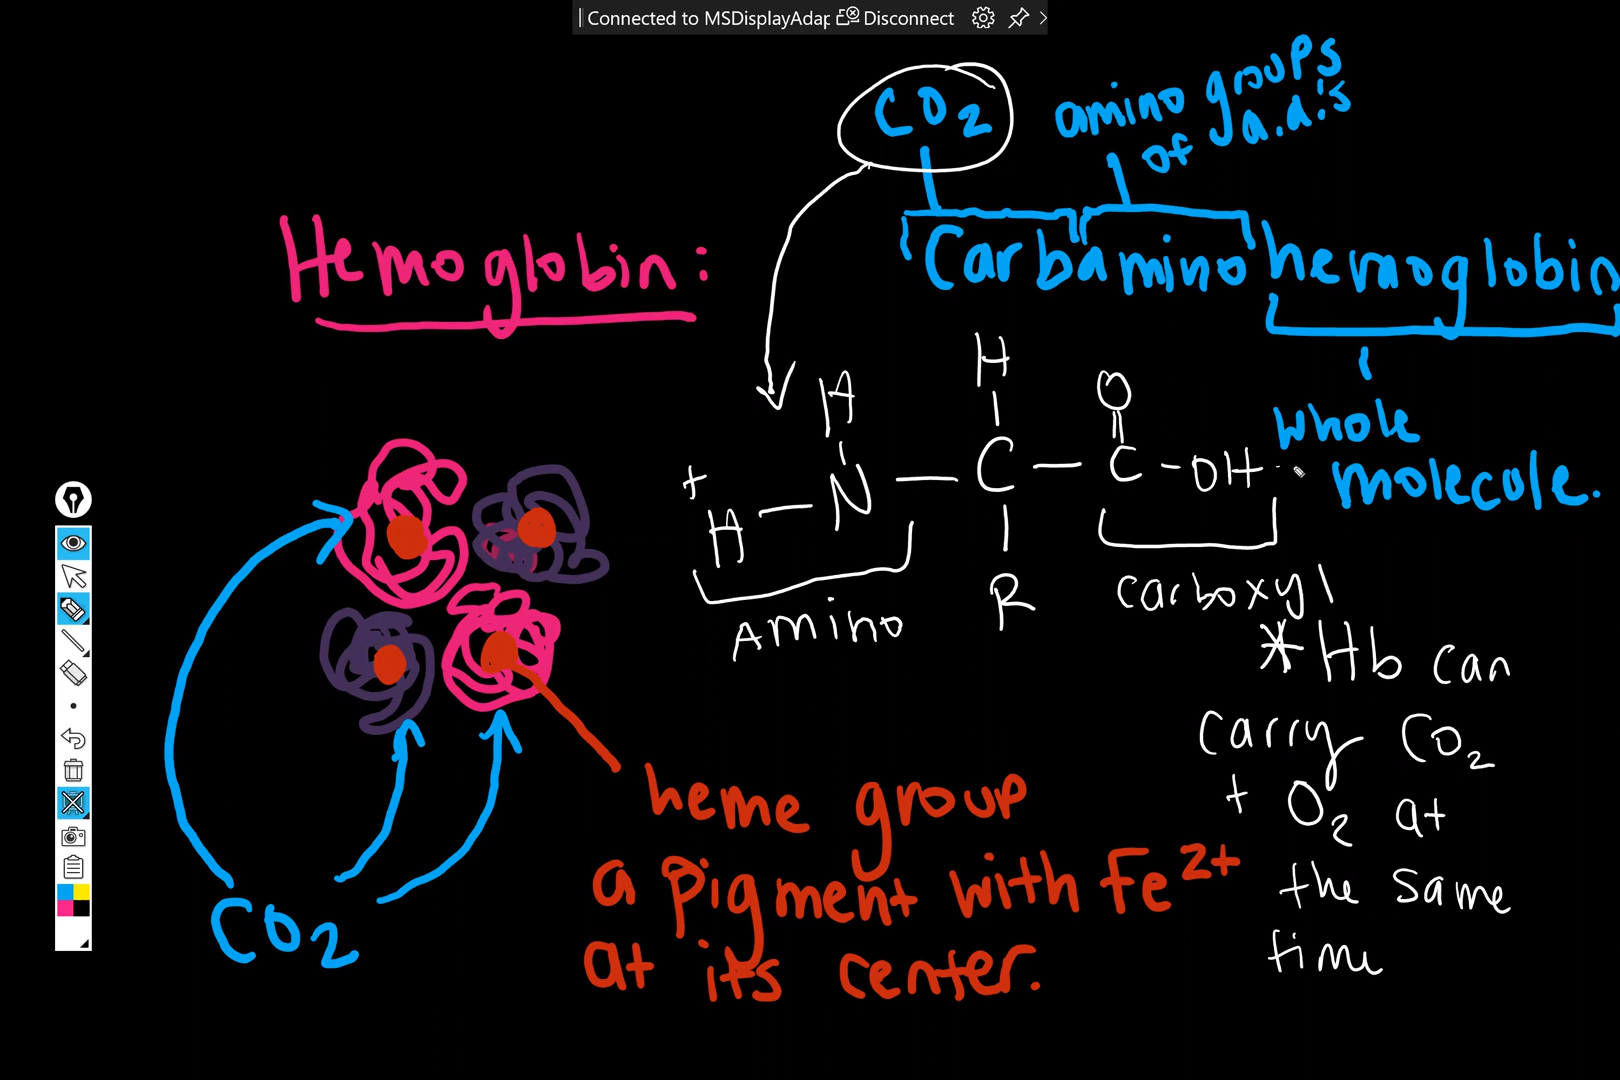 Connected to MSDisplayAdap Disconnect
CO2
amino groups
of a.a.'s
Hemoglobin:
Carbamino hemoglobin
whole
molecule.
H
H
O
+
H
N
C
C
OH
R
Amino
carboxyl
*Hb can
carry CO2
+ O2 at
the same
time
heme group
a pigment with Fe2+
at its center.
CO2